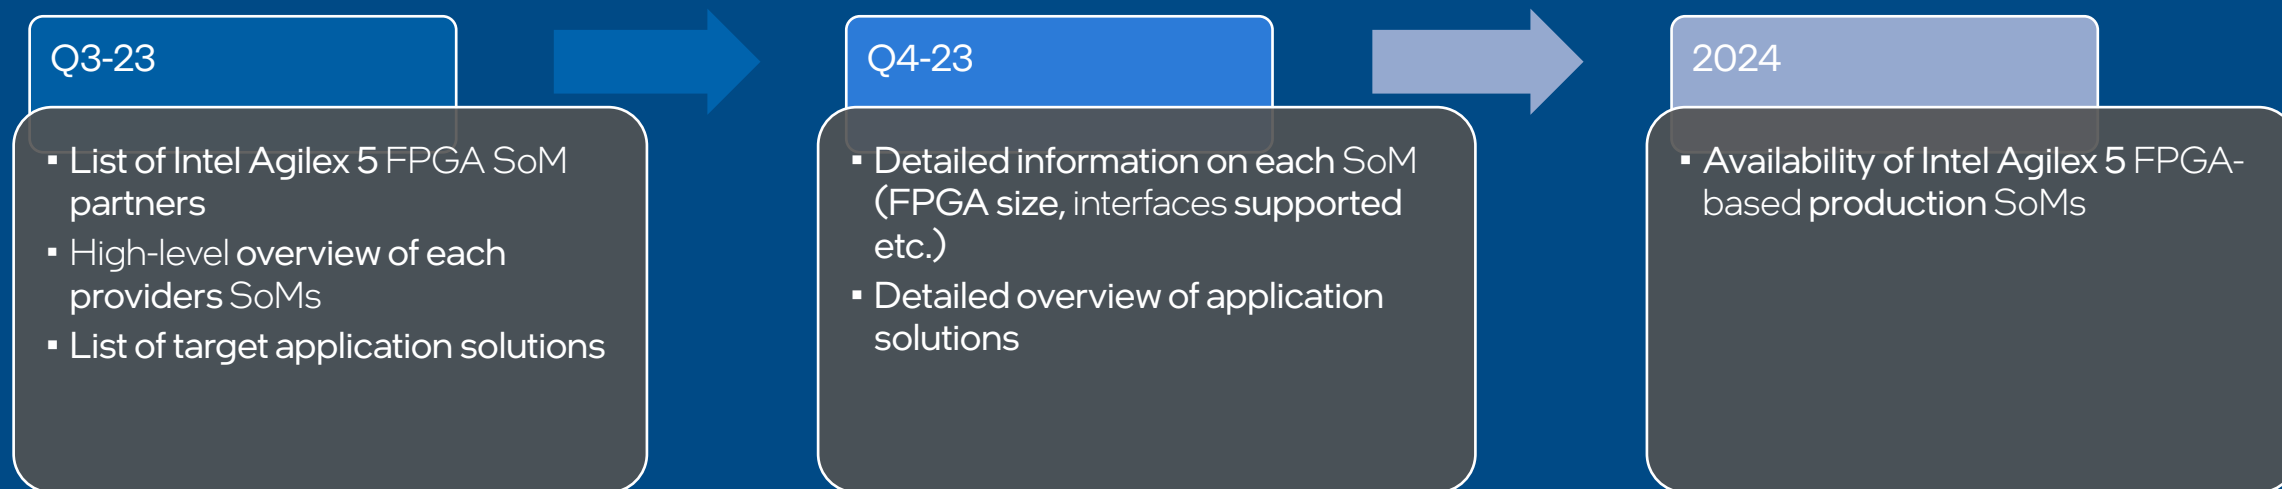 Q3-23
▪ List of Intel Agilex 5 FPGA SoM
partners
▪ High-level overview of each
providers SoMs
▪ List of target application solutions
Q4-23
▪ Detailed information on each SoM
(FPGA size, interfaces supported
etc.)
▪ Detailed overview of application
solutions
2024
▪ Availability of Intel Agilex 5 FPGA-
based production SoMs